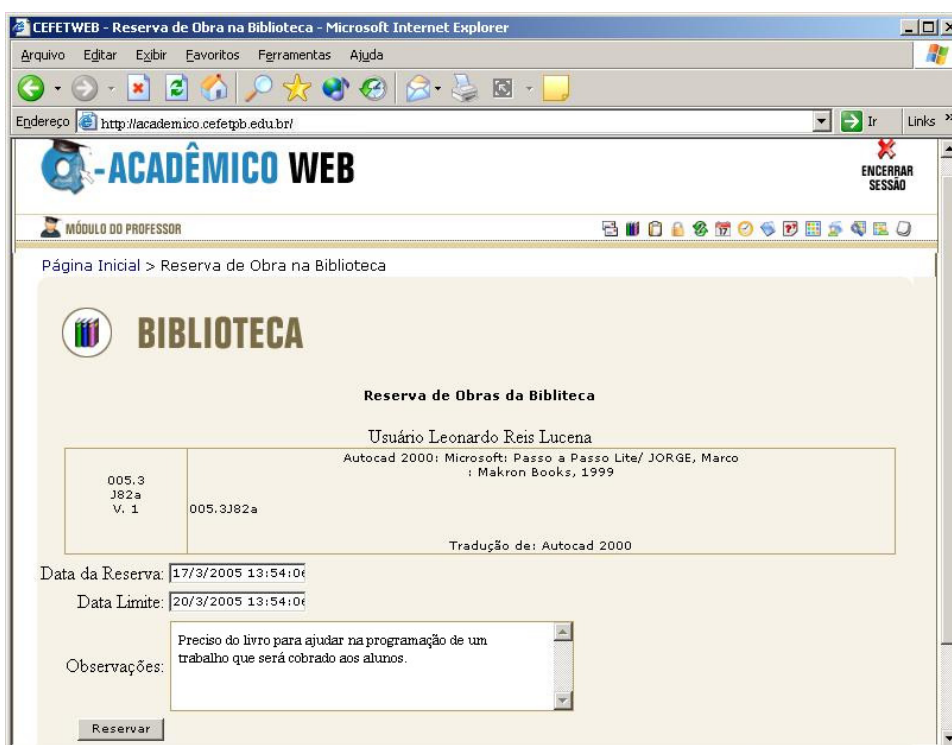 CEFETWEB - Reserva de Obra na Biblioteca - Microsoft Internet Explorer
Arquivo Editar Exibir Favoritos Ferramentas Ajuda
Endereço http://academico.cefetpb.edu.br/ Ir Links »
Q-ACADÊMICO WEB
ENCERRAR
SESSÃO
MÓDULO DO PROFESSOR
Página Inicial > Reserva de Obra na Biblioteca
BIBLIOTECA
Reserva de Obras da Bibliteca
Usuário Leonardo Reis Lucena
005.3
J82a
V. 1
Autocad 2000: Microsoft: Passo a Passo Lite/ JORGE, Marco
: Makron Books, 1999
005.3J82a
Tradução de: Autocad 2000
Data da Reserva: 17/3/2005 13:54:06
Data Limite: 20/3/2005 13:54:06
Observações: Preciso do livro para ajudar na programação de um
trabalho que será cobrado aos alunos.
Reservar